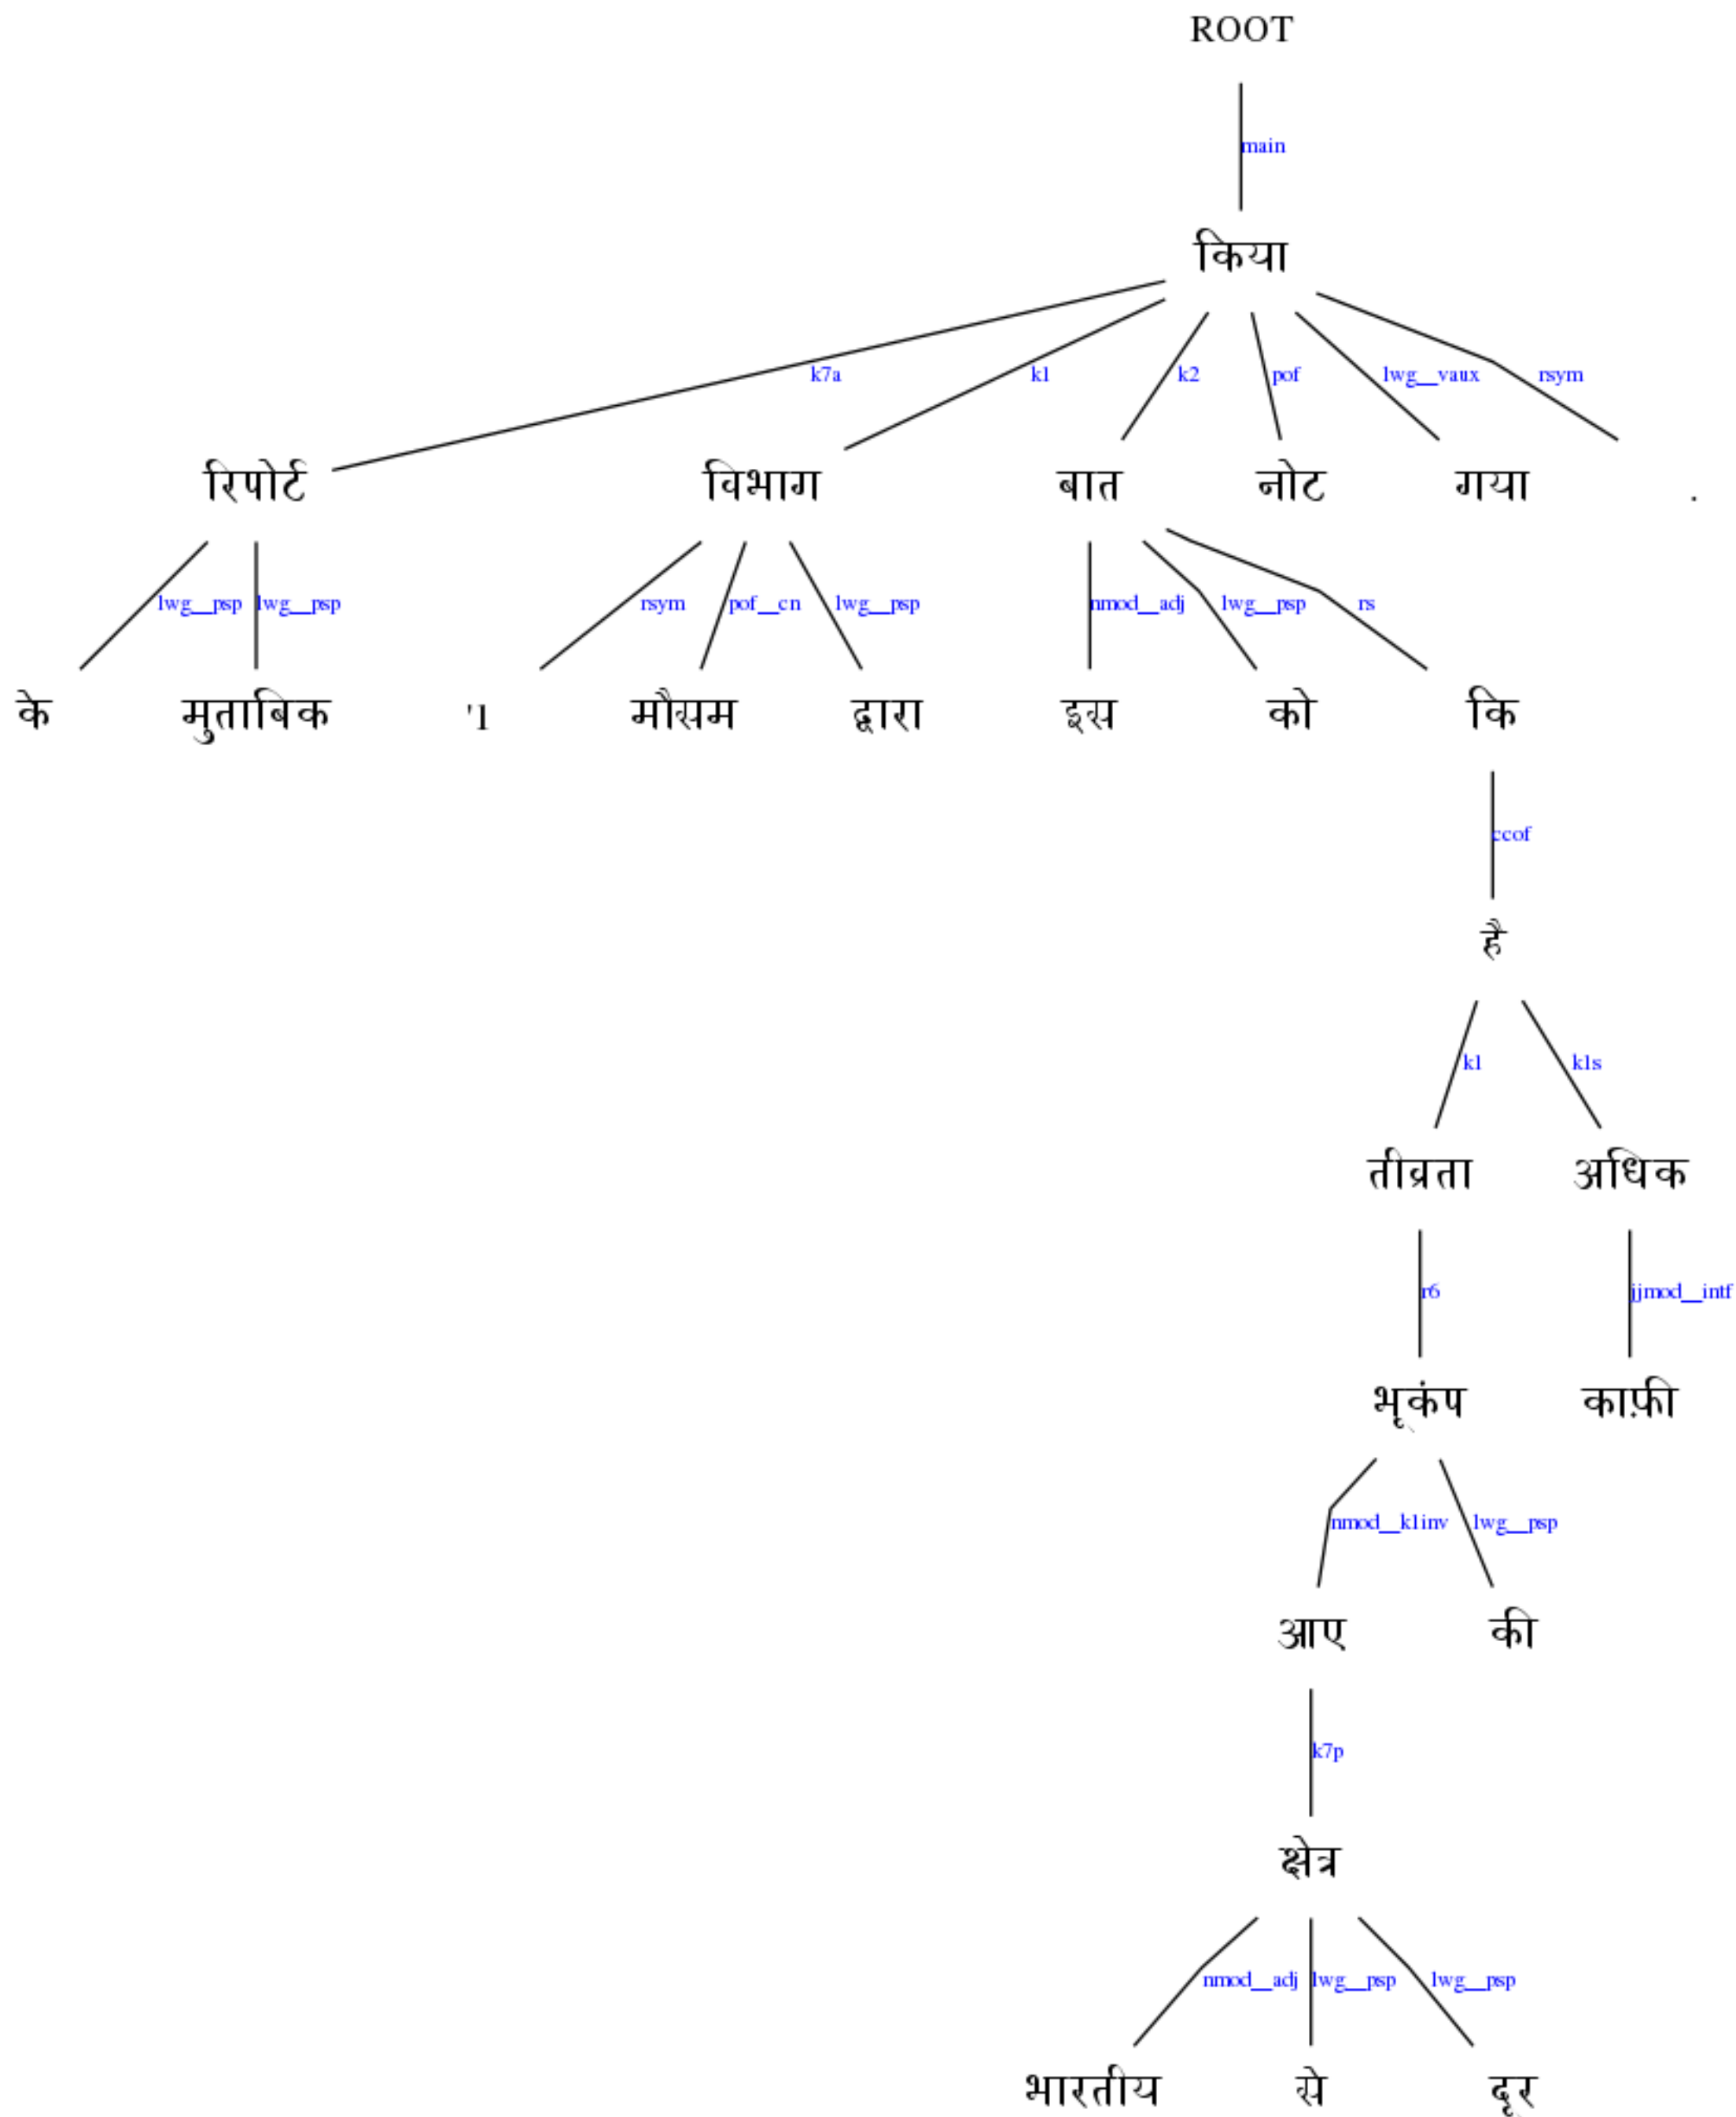 ROOT
main
किया
k7a k1 k2 pof lwg__vaux rsym
रिपोर्ट विभाग बात नोट गया .
lwg__psp lwg__psp rsym pof__cn lwg__psp nmod__adj lwg__psp rs
के मुताबिक '1 मौसम द्वारा इस को कि
ccof
है
k1 k1s
तीव्रता अधिक
r6 jjmod__intf
भूकंप काफ़ी
nmod__k1inv lwg__psp
आए की
k7p
क्षेत्र
nmod__adj lwg__psp lwg__psp
भारतीय से दूर